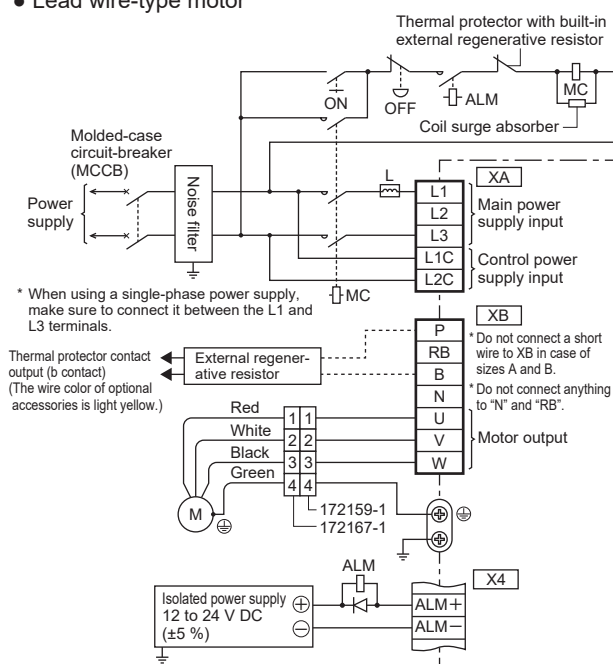 ● Lead wire-type motor
Thermal protector with built-in
external regenerative resistor
ON
OFF
ALM
MC
Coil surge absorber
Molded-case
circuit-breaker
(MCCB)
Power
supply
Noise filter
L
XA
L1
L2
L3
L1C
L2C
Main power
supply input
Control power
supply input
* When using a single-phase power supply,
make sure to connect it between the L1 and
L3 terminals.
MC
XB
P
RB
B
N
U
V
W
* Do not connect a short
wire to XB in case of
sizes A and B.
* Do not connect anything
to “N” and “RB”.
Motor output
Thermal protector contact
output (b contact)
(The wire color of optional
accessories is light yellow.)
External regener-
ative resistor
Red
White
Black
Green
1 1
2 2
3 3
4 4
M
172159-1
172167-1
ALM
X4
Isolated power supply
12 to 24 V DC
(±5 %)
ALM+
ALM−